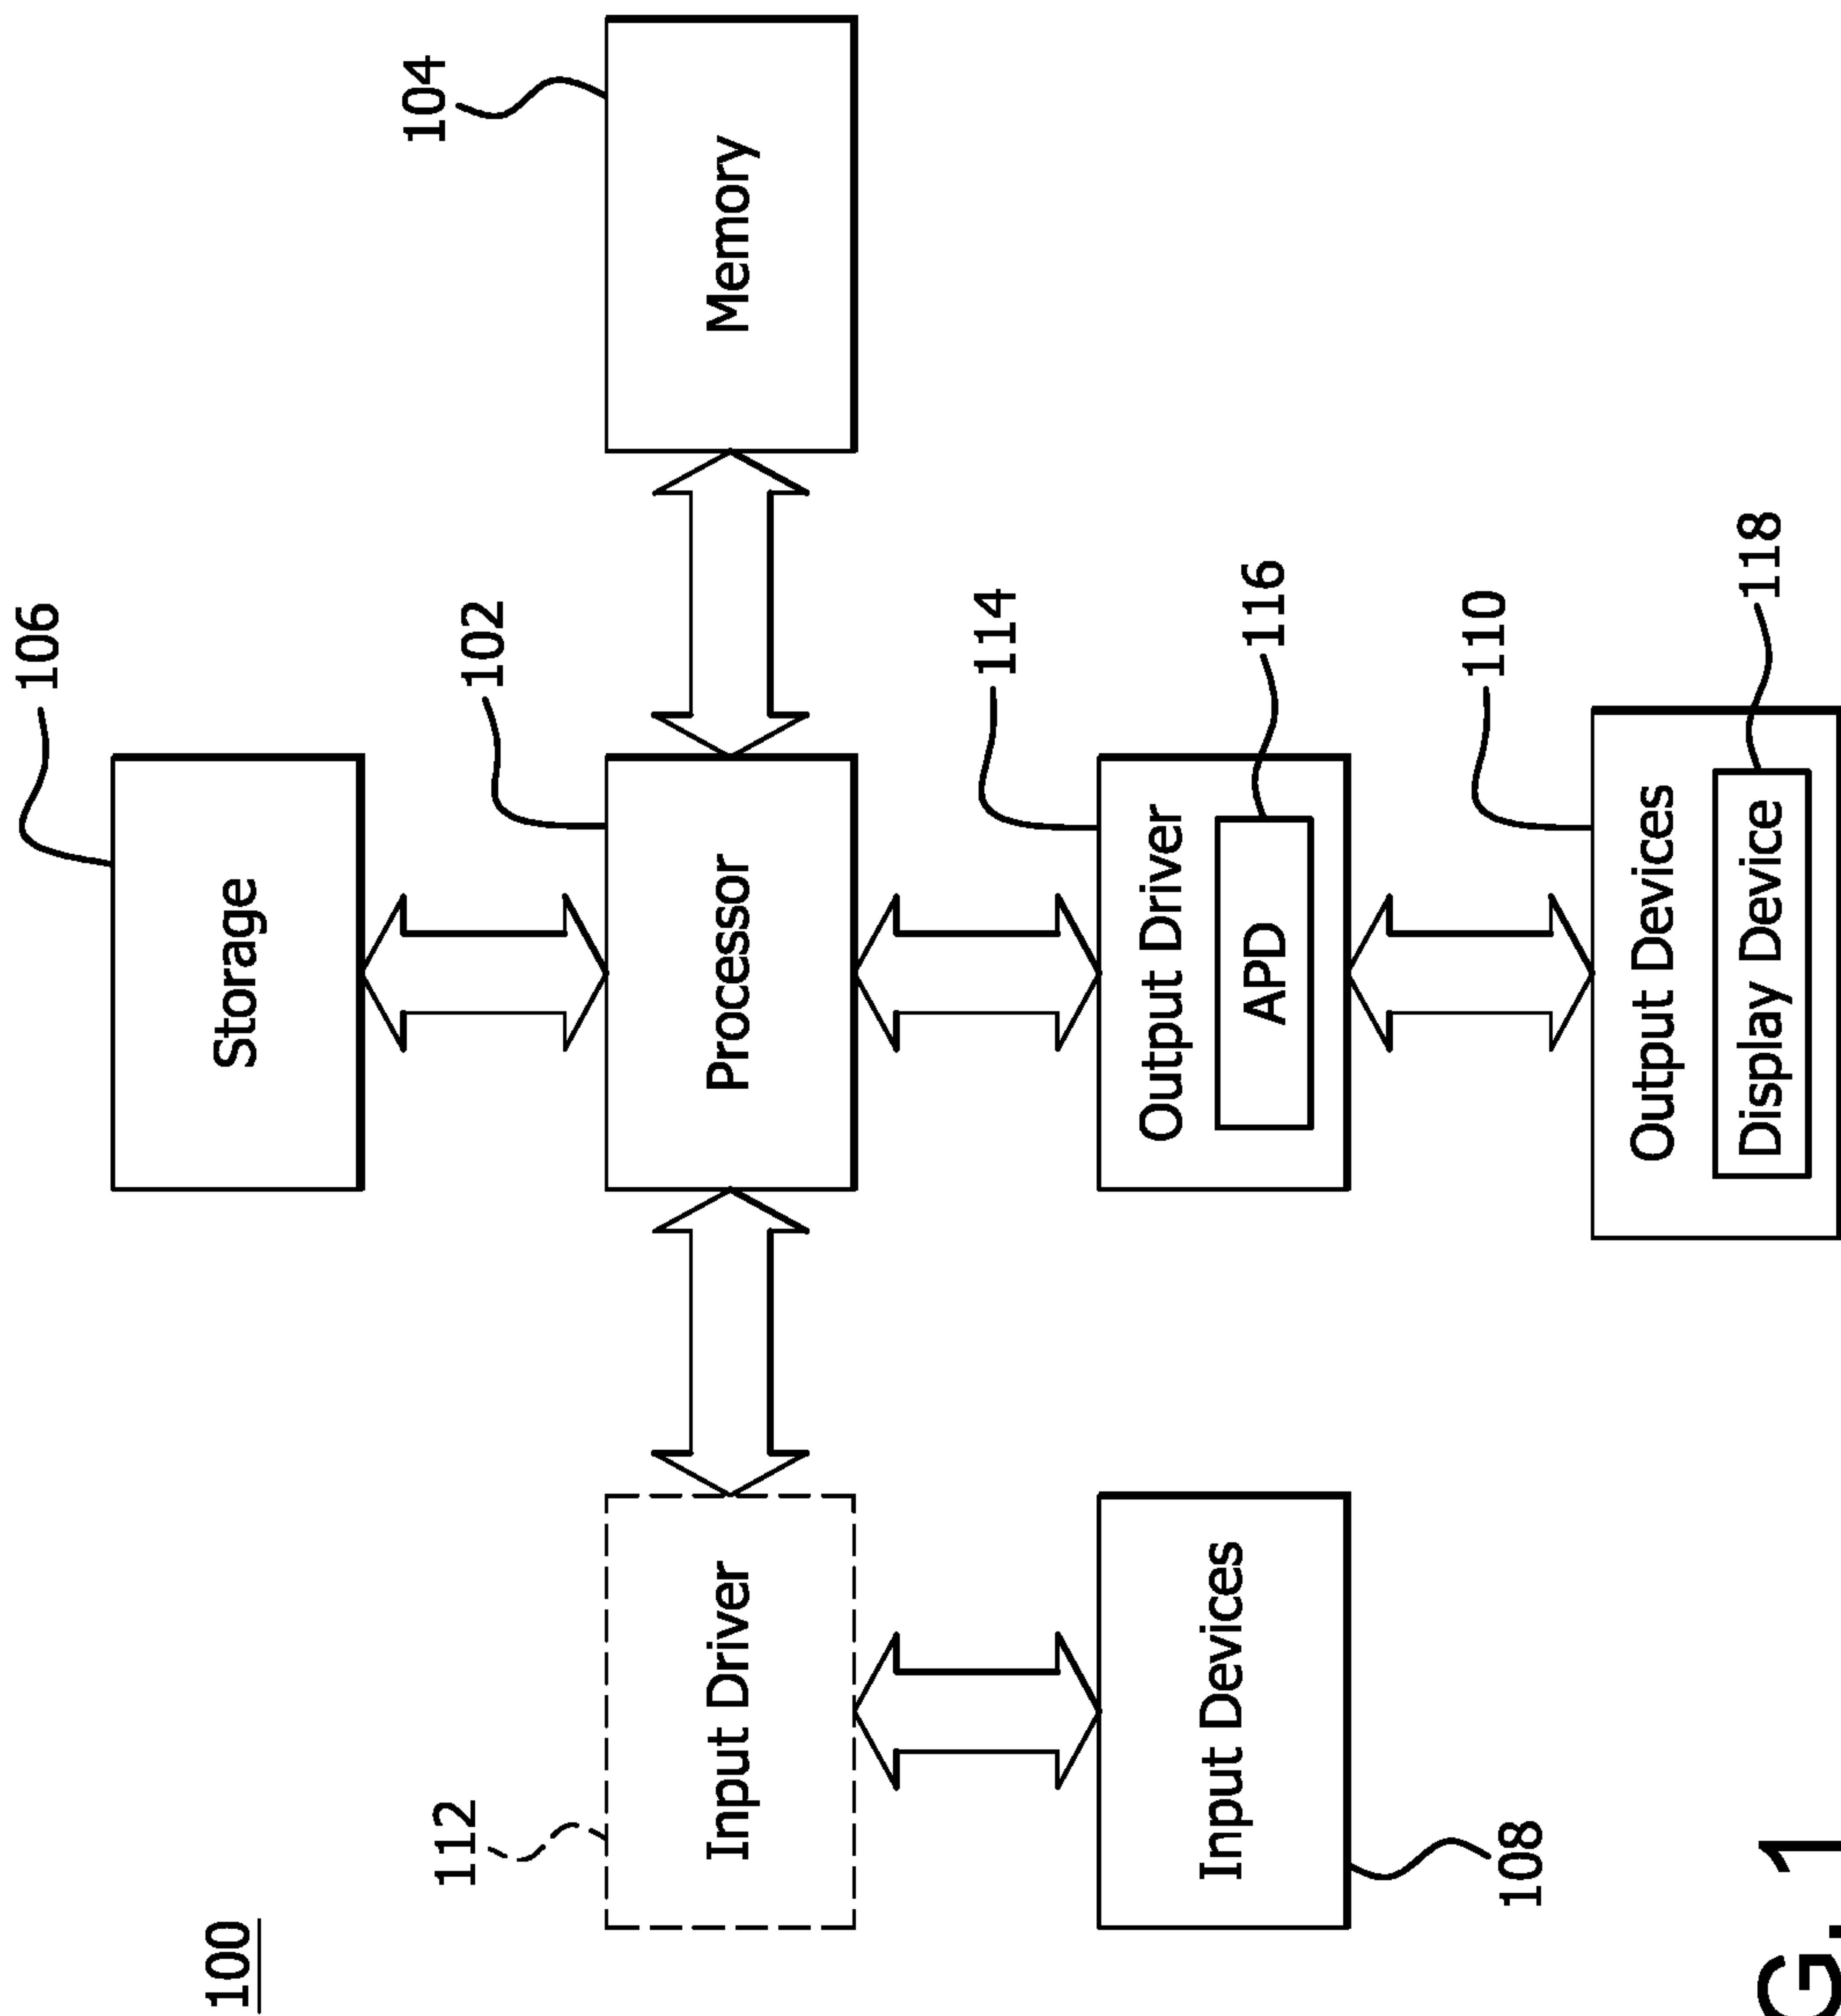 100
106
Storage
112
102
104
Input Driver
Processor
Memory
114
Output Driver
116
APD
Input Devices
108
110
Output Devices
118
Display Device
G. 1